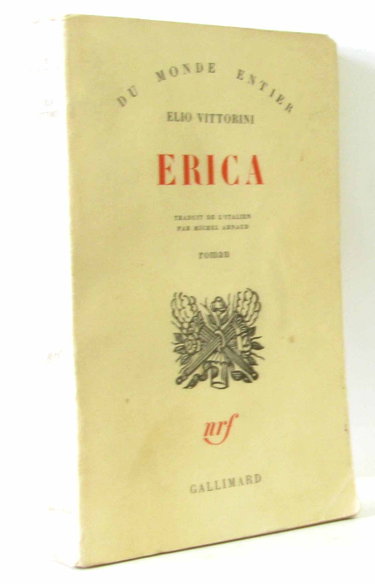 DU MONDE ENTIER
ELIO VITTORINI
ERICA
TRADUIT DE L'ITALIEN
PAR MICHEL ARNAUD
roman
nrf
GALLIMARD